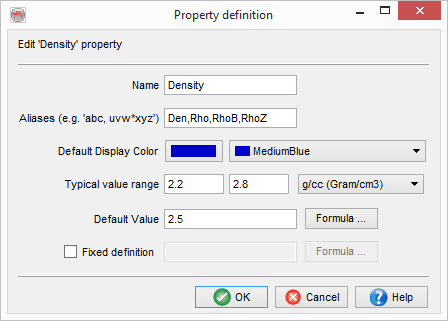 Property definition
Edit 'Density' property
Name Density
Aliases (e.g. 'abc, uvw*xyz') Den,Rho,RhoB,RhoZ
Default Display Color MediumBlue
Typical value range 2.2 2.8 g/cc (Gram/cm3)
Default Value 2.5 Formula ...
Fixed definition Formula ...
OK Cancel Help